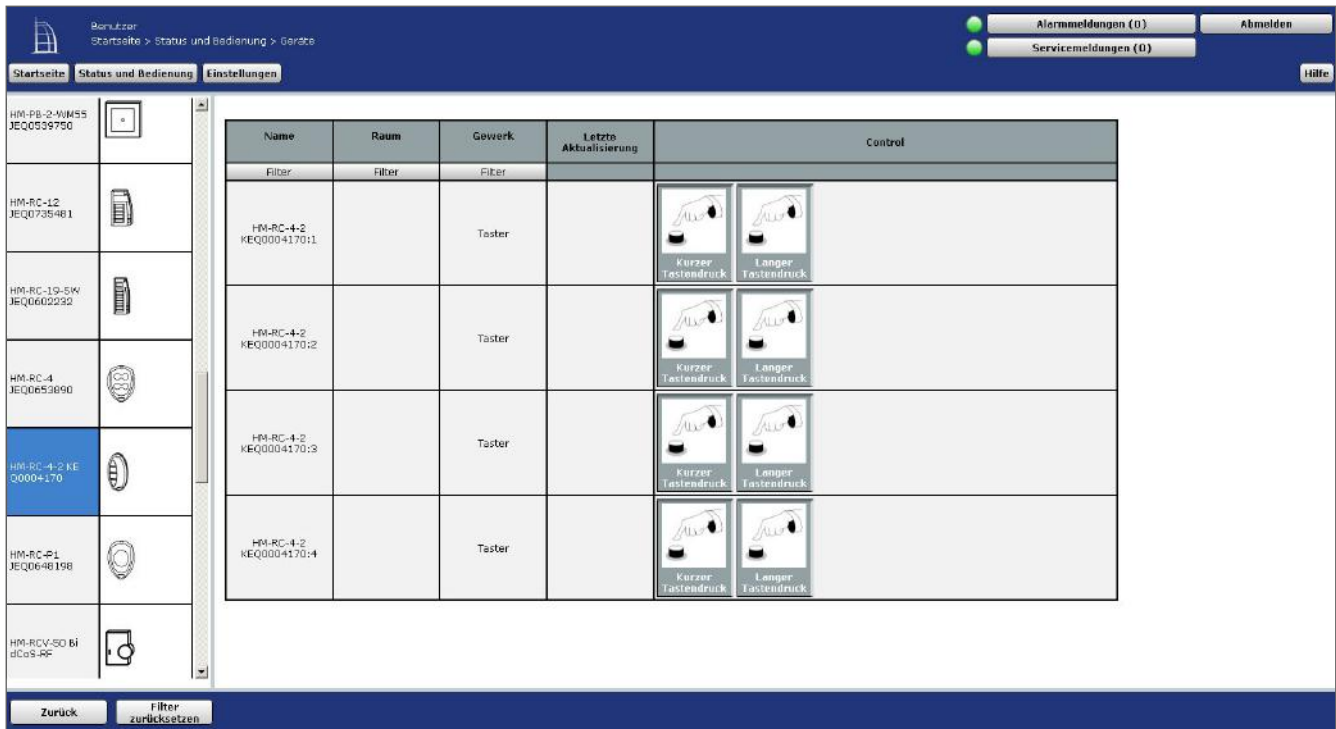 Benutzer
Startseite > Status und Bedienung > Geräte
Alarmmeldungen (0)
Abmelden
Servicemeldungen (0)
Startseite
Status und Bedienung
Einstellungen
Hilfe
HM-PB-2-WM55
JEQ0539750
HM-RC-12
JEQ0735481
HM-RC-19-SW
JEQ0602232
HM-RC-4
JEQ0653890
HM-RC-4-2 KE
Q0004170
HM-RC-P1
JEQ0648198
HM-RCV-50 Bi
dCoS-RF
Name
Raum
Gewerk
Letzte
Aktualisierung
Control
Filter
Filter
Filter
HM-RC-4-2
KEQ0004170:1
Taster
Kurzer
Tastendruck
Langer
Tastendruck
HM-RC-4-2
KEQ0004170:2
Taster
Kurzer
Tastendruck
Langer
Tastendruck
HM-RC-4-2
KEQ0004170:3
Taster
Kurzer
Tastendruck
Langer
Tastendruck
HM-RC-4-2
KEQ0004170:4
Taster
Kurzer
Tastendruck
Langer
Tastendruck
Zurück
Filter
zurücksetzen